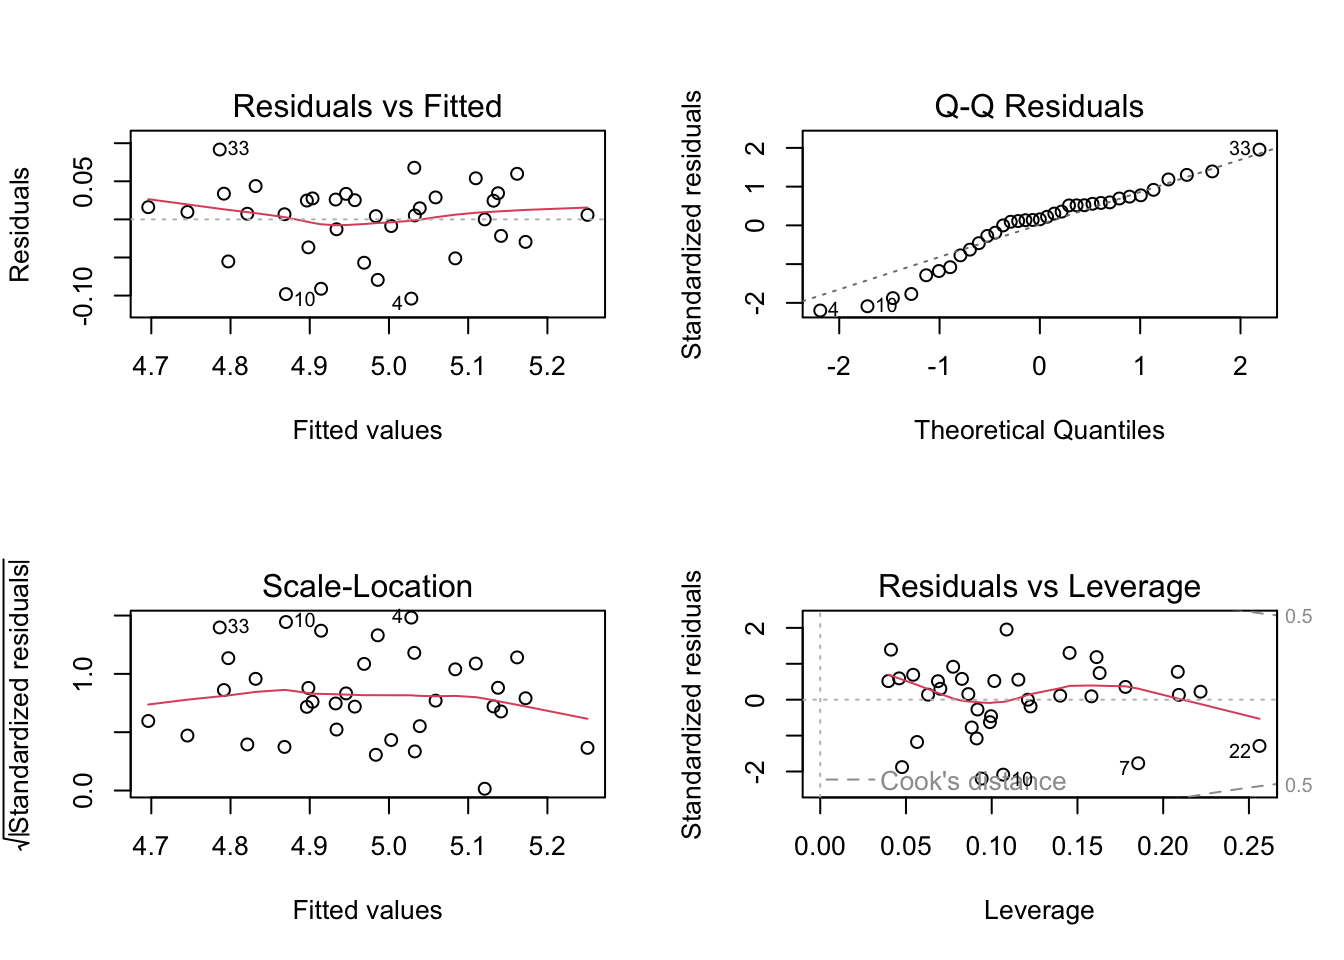 Residuals vs Fitted
Residuals
0.05
-0.10
33
10
4
4.7 4.8 4.9 5.0 5.1 5.2
Fitted values
Q-Q Residuals
Standardized residuals
2
1
0
-2
33
4
10
-2 -1 0 1 2
Theoretical Quantiles
Scale-Location
√|Standardized residuals|
1.0
0.0
33
10
4
4.7 4.8 4.9 5.0 5.1 5.2
Fitted values
Residuals vs Leverage
Standardized residuals
2
0
-2
0.5
0.5
22
7
10
Cook's distance
0.00 0.05 0.10 0.15 0.20 0.25
Leverage